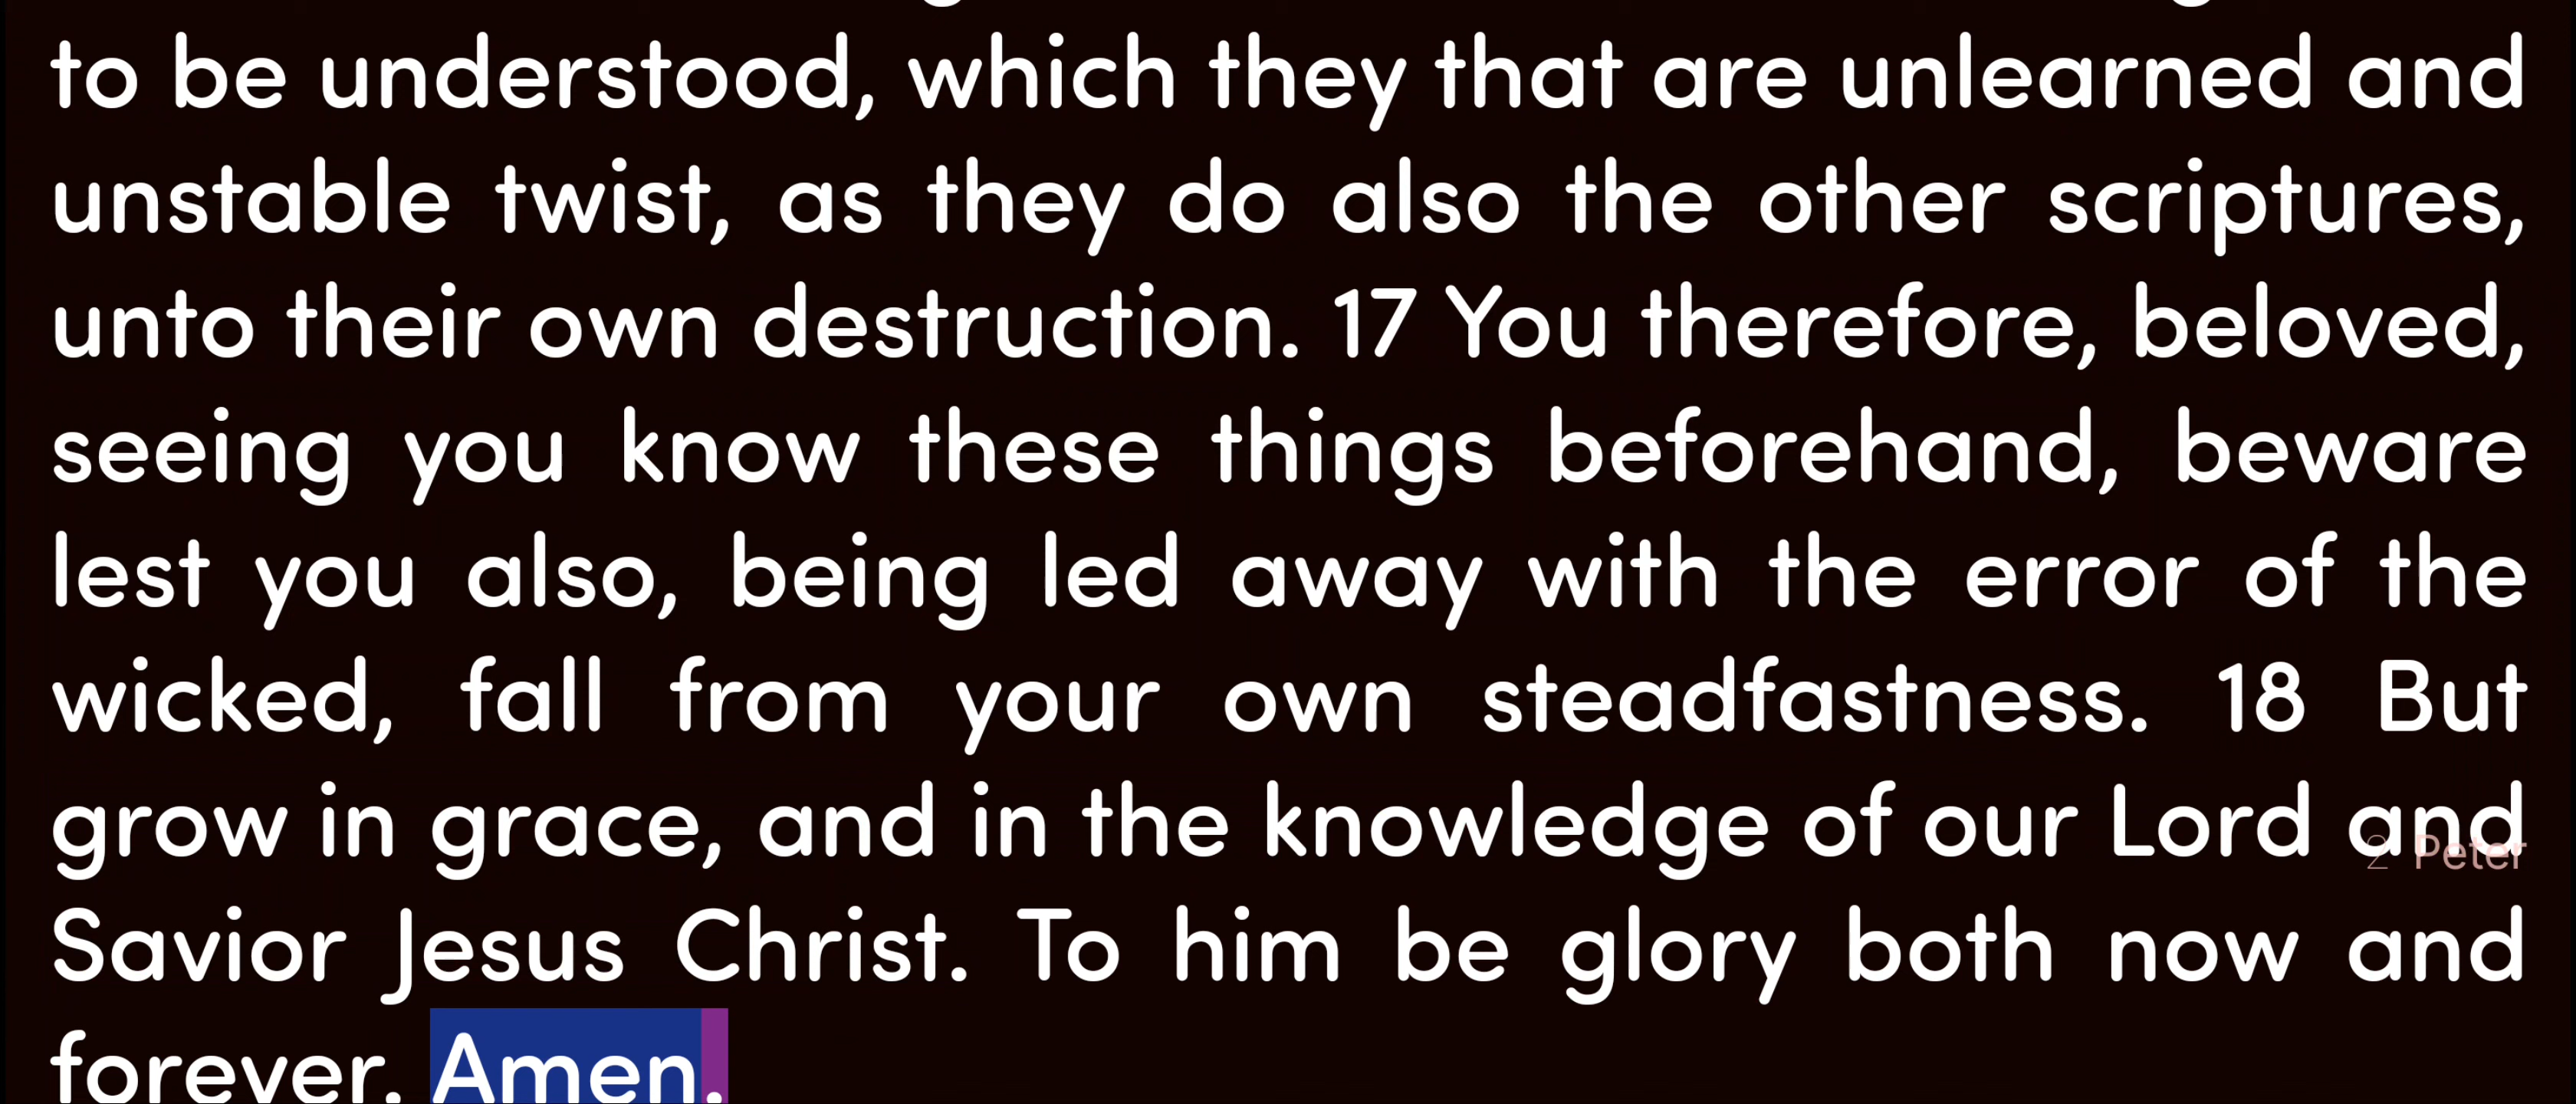 to be understood, which they that are unlearned and
unstable twist, as they do also the other scriptures,
unto their own destruction. 17 You therefore, beloved,
seeing you know these things beforehand, beware
lest you also, being led away with the error of the
wicked, fall from your own steadfastness. 18 But
grow in grace, and in the knowledge of our Lord and
2 Peter
Savior Jesus Christ. To him be glory both now and
forever. Amen.